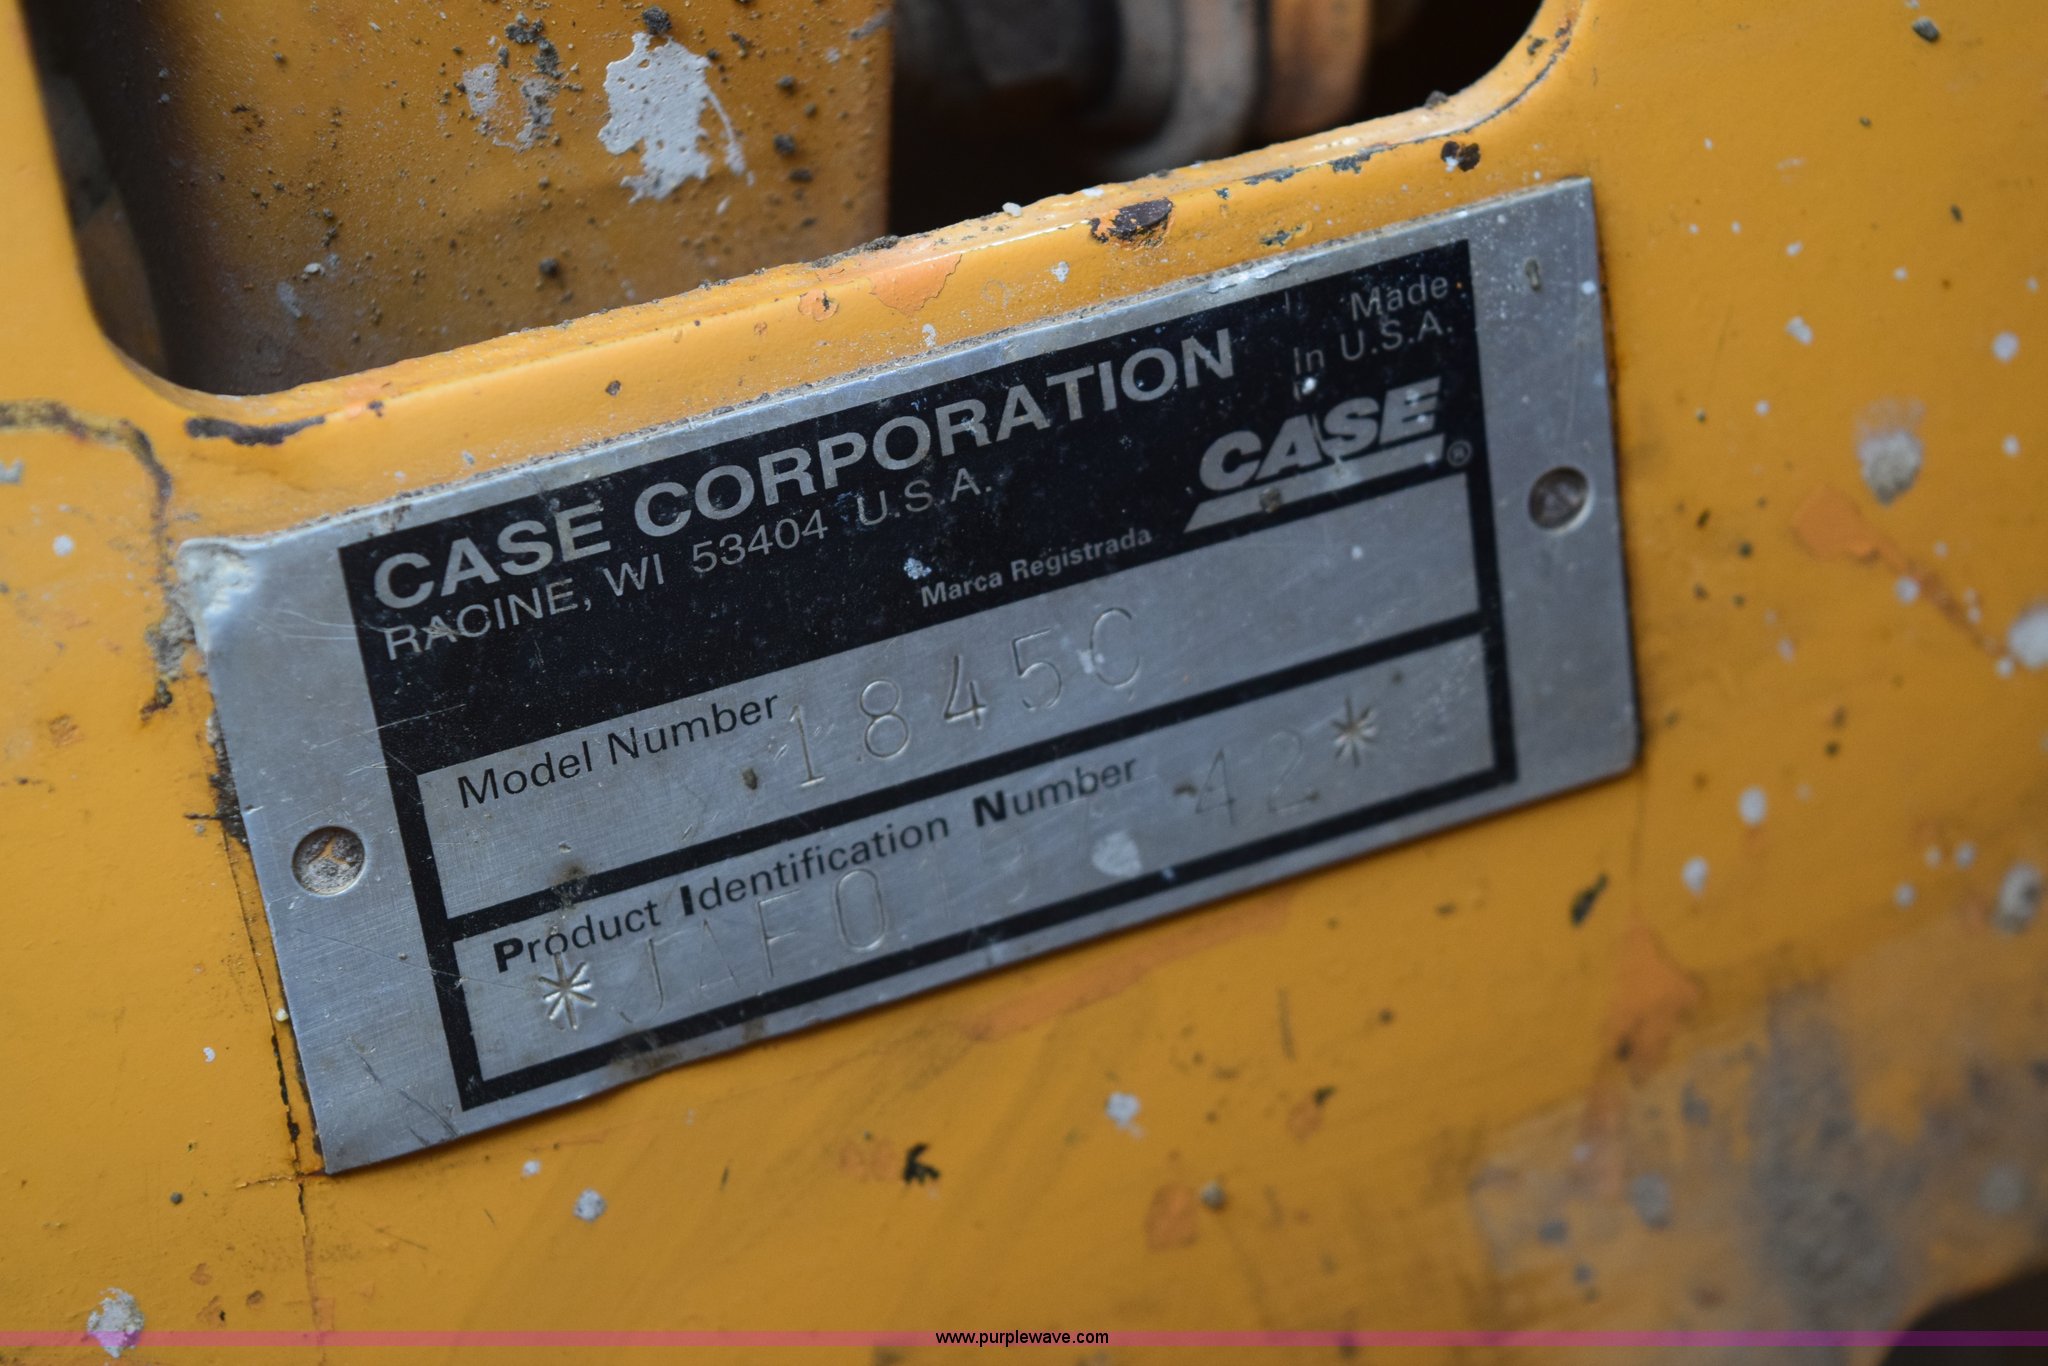 Made
In U.S.A.
CASE CORPORATION
RACINE, WI 53404 U.S.A.
CASE®
Marca Registrada
Model Number 1845C
Product Identification Number
www.purplewave.com